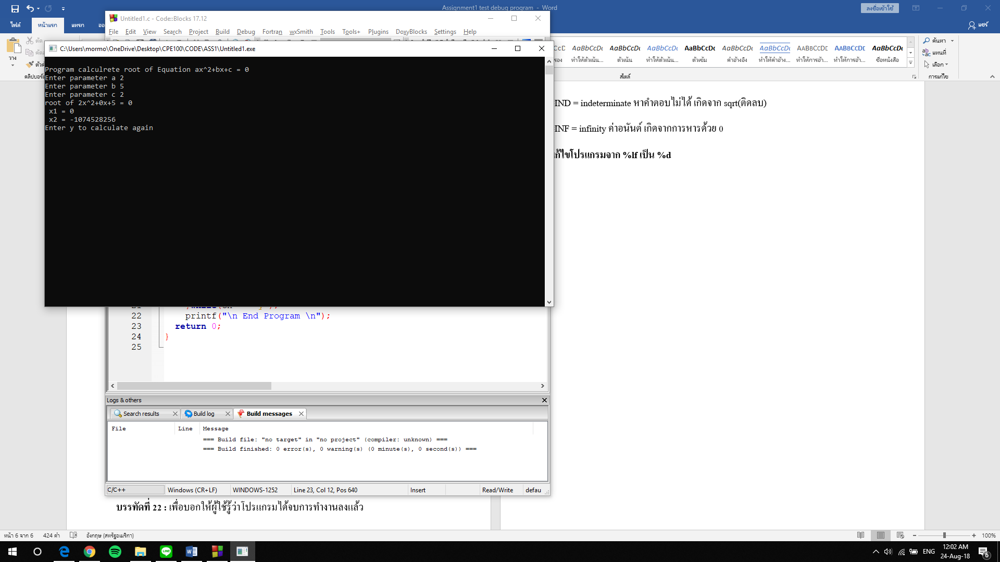 Assignment1 test debug program - Word
ลงชื่อเข้าใช้
ไฟล์
หน้าแรก
แทรก
แชร์
วาง
ตัด
คลิปบอร์ด
Untitled1.c - Code::Blocks 17.12
File Edit View Search Project Build Debug Fortran wxSmith Tools Tools+ Plugins DoxyBlocks Settings Help
C:\Users\mormo\OneDrive\Desktop\CPE100\CODE\ASS1\Untitled1.exe
Program calculrete root of Equation ax^2+bx+c = 0
Enter parameter a 2
Enter parameter b 5
Enter parameter c 2
root of 2x^2+0x+5 = 0
x1 = 0
x2 = -1074528256
Enter y to calculate again
AaBbCcDc AaBbCcDc AaBbCcDc AaBbCcDc AaBbCcDc AaBbCcDc AABBCCDE AABBCCDE AaBbCcDc
ทำให้ตัวเน้น... ตัวเน้น ทำให้ตัวเน้น... ตัวเข้ม คำอ้างอิง ทำให้คำอ้าง... ทำให้การอ้า... ทำให้การอ้า... ชื่อหนังสือ
สไตล์
ค้นหา
แทนที่
เลือก
การแก้ไข
IND = indeterminate หาคำตอบไม่ได้ เกิดจาก sqrt(ติดลบ)
INF = infinity ค่าอนันต์ เกิดจากการหารด้วย 0
แก้ไขโปรแกรมจาก %lf เป็น %d
22 printf("\n End Program \n");
23 return 0;
24 }
25
Logs & others
Search results Build log Build messages
File Line Message
=== Build file: "no target" in "no project" (compiler: unknown) ===
=== Build finished: 0 error(s), 0 warning(s) (0 minute(s), 0 second(s)) ===
C/C++ Windows (CR+LF) WINDOWS-1252 Line 23, Col 12, Pos 640 Insert Read/Write defau
บรรทัดที่ 22 : เพื่อบอกให้ผู้ใช้รู้ว่าโปรแกรมได้จบการทำงานลงแล้ว
หน้า 6 จาก 6 424 คำ อังกฤษ (สหรัฐอเมริกา) 100%
LINE
ENG
12:02 AM
24-Aug-18
6